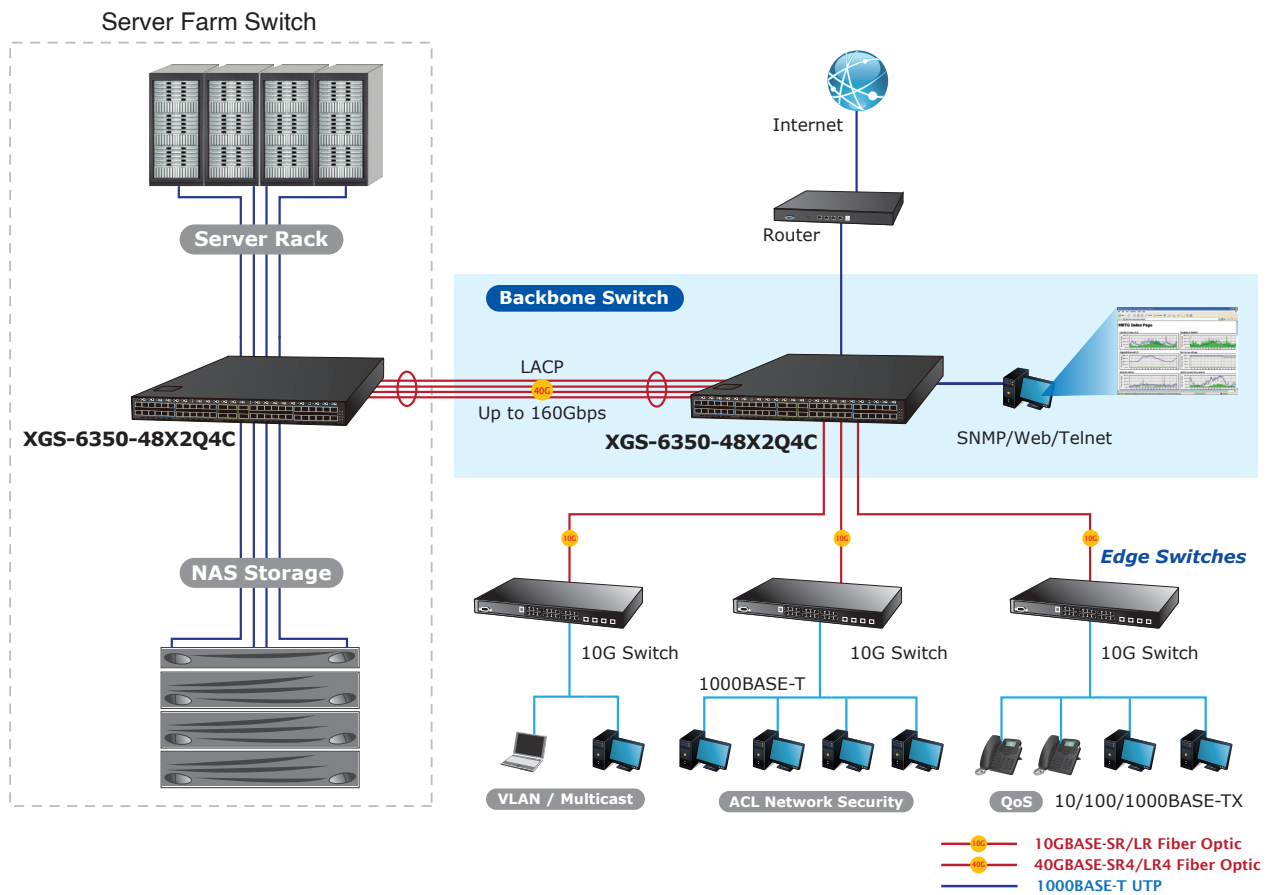 Server Farm Switch
Internet
Router
Server Rack
Backbone Switch
MRTG Index Page
LACP
40G
Up to 160Gbps
XGS-6350-48X2Q4C
XGS-6350-48X2Q4C
SNMP/Web/Telnet
10G
10G
10G
Edge Switches
NAS Storage
10G Switch
10G Switch
10G Switch
1000BASE-T
VLAN / Multicast
ACL Network Security
QoS
10/100/1000BASE-TX
10G
10GBASE-SR/LR Fiber Optic
40G
40GBASE-SR4/LR4 Fiber Optic
1000BASE-T UTP